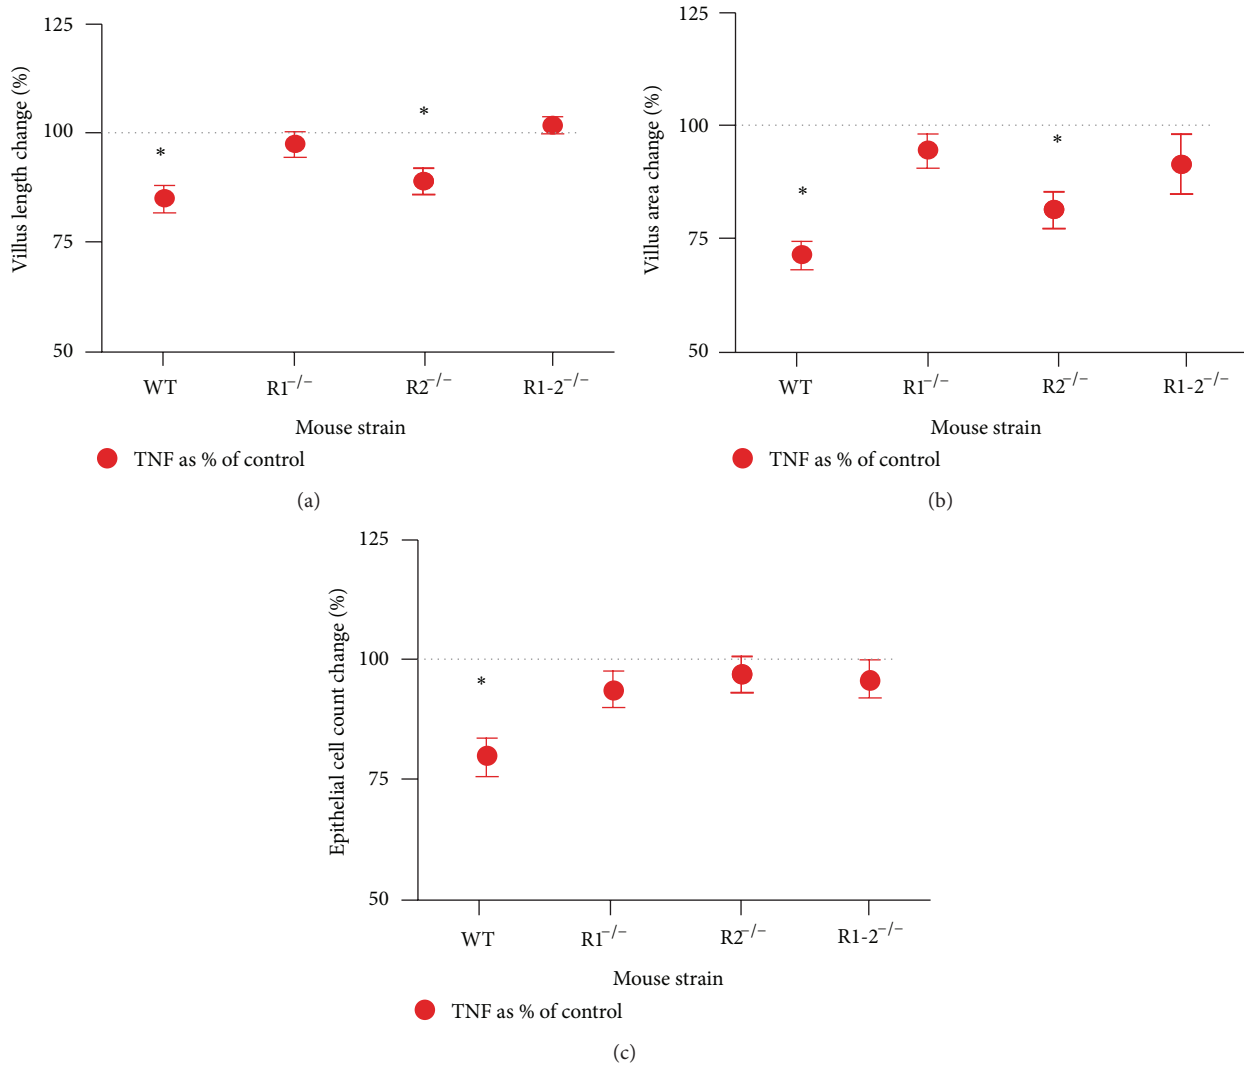 125
100
75
50
Villus length change (%)
*
*
WT
R1−/−
R2−/−
R1-2−/−
Mouse strain
TNF as % of control
(a)
125
100
75
50
Villus area change (%)
*
*
WT
R1−/−
R2−/−
R1-2−/−
Mouse strain
TNF as % of control
(b)
125
100
75
50
Epithelial cell count change (%)
*
WT
R1−/−
R2−/−
R1-2−/−
Mouse strain
TNF as % of control
(c)